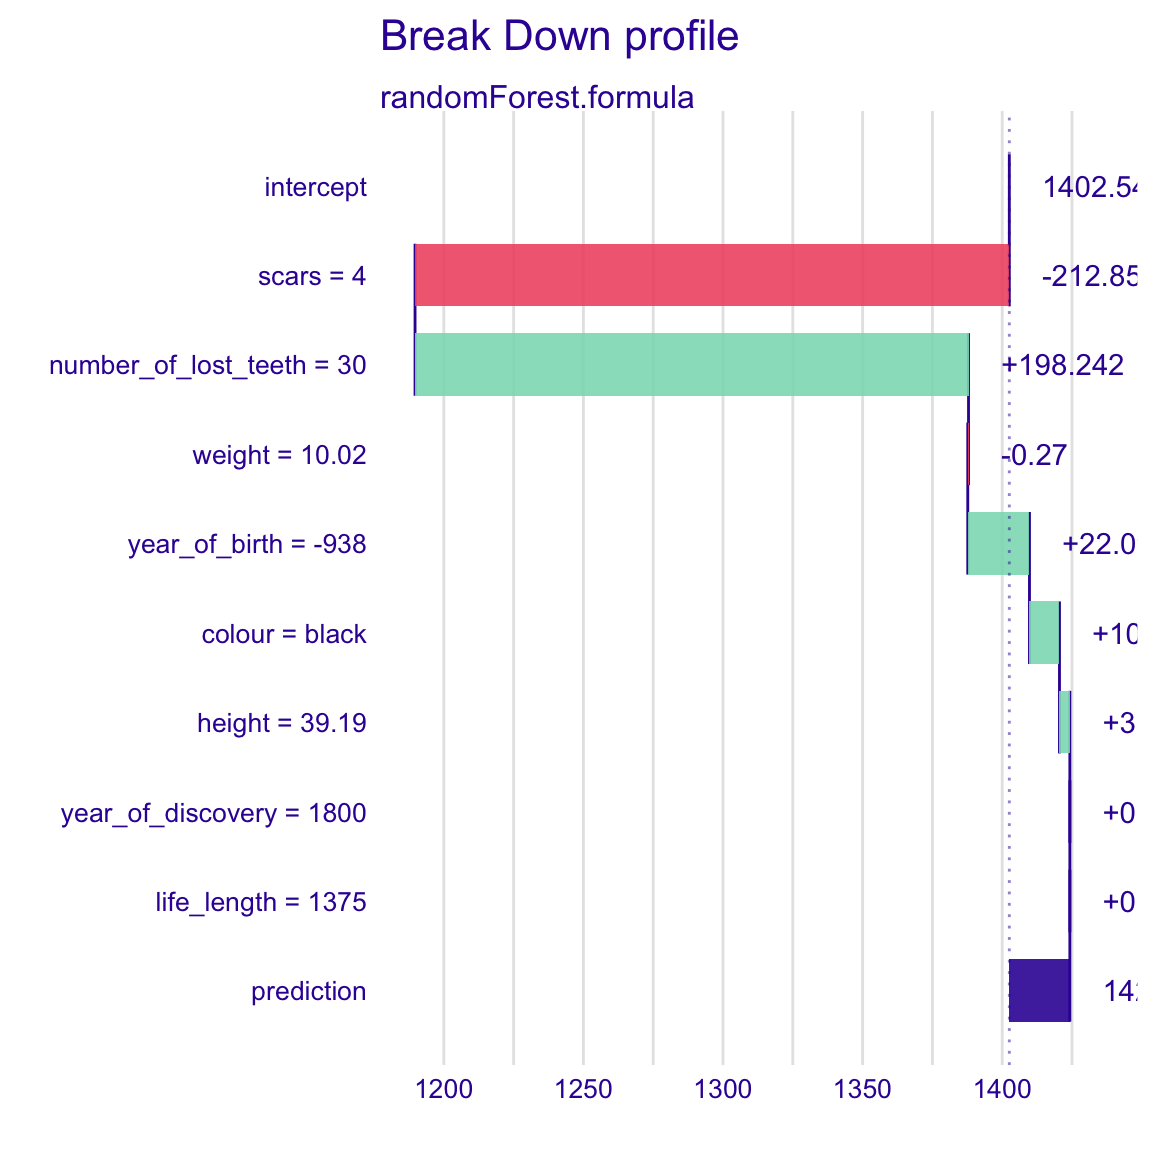 Break Down profile
randomForest.formula
intercept 1402.54
scars = 4 -212.85
number_of_lost_teeth = 30 +198.242
weight = 10.02 -0.27
year_of_birth = -938 +22.0
colour = black +10
height = 39.19 +3
year_of_discovery = 1800 +0
life_length = 1375 +0
prediction 142
1200 1250 1300 1350 1400